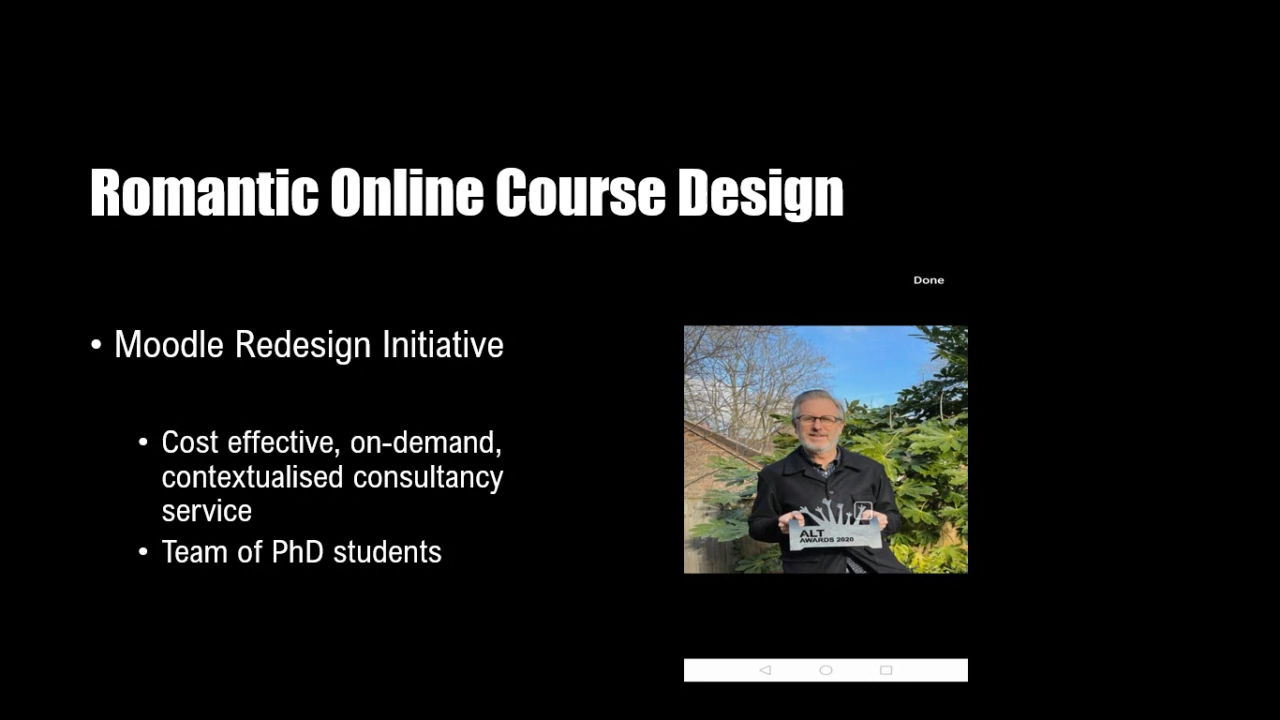 Romantic Online Course Design
Done
• Moodle Redesign Initiative
• Cost effective, on-demand,
contextualised consultancy
service
• Team of PhD students
ALT
AWARDS 2020